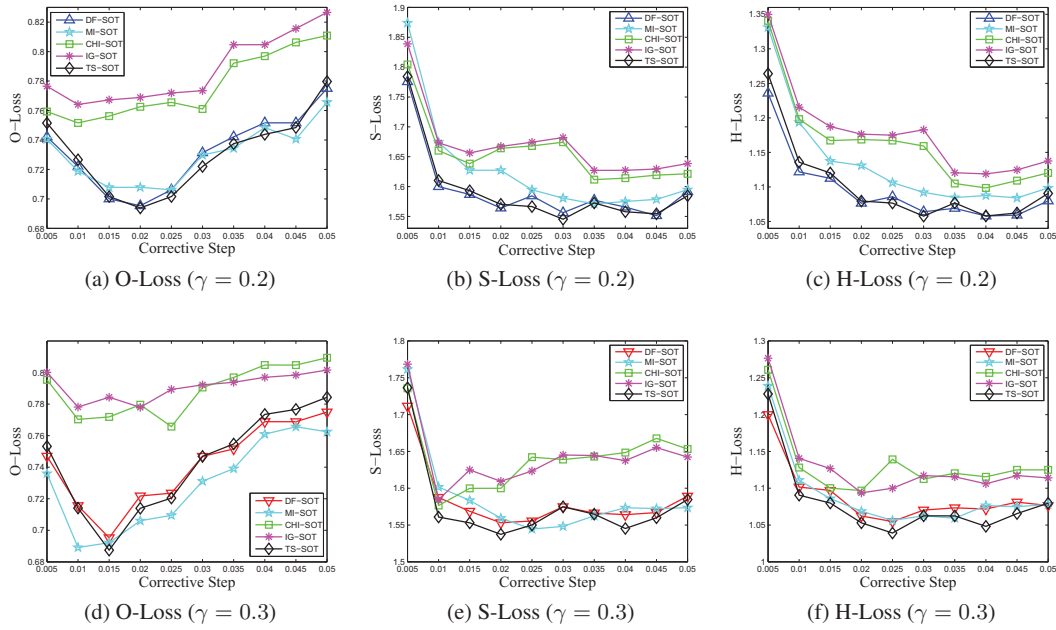 0.82
0.8
0.78
0.76
0.74
0.72
0.7
0.68
O−Loss
DF−SOT
MI−SOT
CHI−SOT
IG−SOT
TS−SOT
0.005 0.01 0.015 0.02 0.025 0.03 0.035 0.04 0.045 0.05
Corrective Step
(a) O-Loss (γ = 0.2)
1.9
1.85
1.8
1.75
1.7
1.65
1.6
1.55
S−Loss
DF−SOT
MI−SOT
CHI−SOT
IG−SOT
TS−SOT
0.005 0.01 0.015 0.02 0.025 0.03 0.035 0.04 0.045 0.05
Corrective Step
(b) S-Loss (γ = 0.2)
1.35
1.3
1.25
1.2
1.15
1.1
1.05
H−Loss
DF−SOT
MI−SOT
CHI−SOT
IG−SOT
TS−SOT
0.005 0.01 0.015 0.02 0.025 0.03 0.035 0.04 0.045 0.05
Corrective Step
(c) H-Loss (γ = 0.2)
0.8
0.78
0.76
0.74
0.72
0.7
0.68
O−Loss
DF−SOT
MI−SOT
CHI−SOT
IG−SOT
TS−SOT
0.005 0.01 0.015 0.02 0.025 0.03 0.035 0.04 0.045 0.05
Corrective Step
(d) O-Loss (γ = 0.3)
1.8
1.75
1.7
1.65
1.6
1.55
1.5
S−Loss
DF−SOT
MI−SOT
CHI−SOT
IG−SOT
TS−SOT
0.005 0.01 0.015 0.02 0.025 0.03 0.035 0.04 0.045 0.05
Corrective Step
(e) S-Loss (γ = 0.3)
1.3
1.25
1.2
1.15
1.1
1.05
1
H−Loss
DF−SOT
MI−SOT
CHI−SOT
IG−SOT
TS−SOT
0.005 0.01 0.015 0.02 0.025 0.03 0.035 0.04 0.045 0.05
Corrective Step
(f) H-Loss (γ = 0.3)